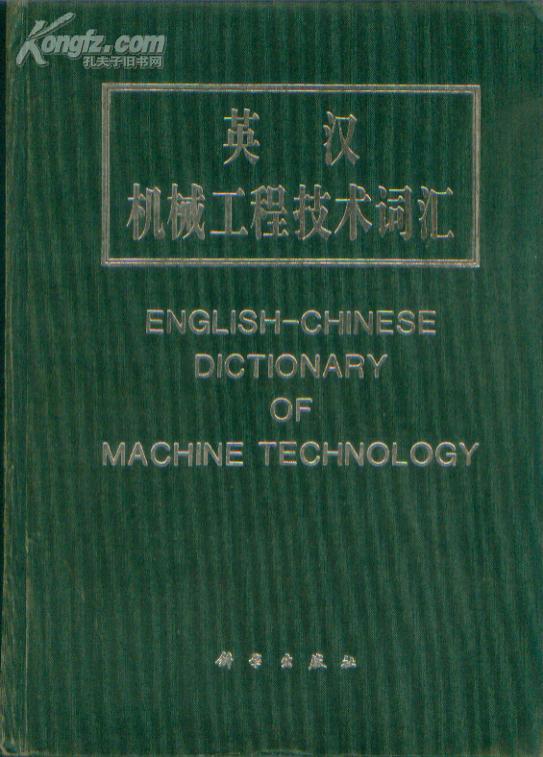 Kongfz.com
孔夫子旧书网
英 汉
机械工程技术词汇
ENGLISH-CHINESE
DICTIONARY
OF
MACHINE TECHNOLOGY
科学出版社